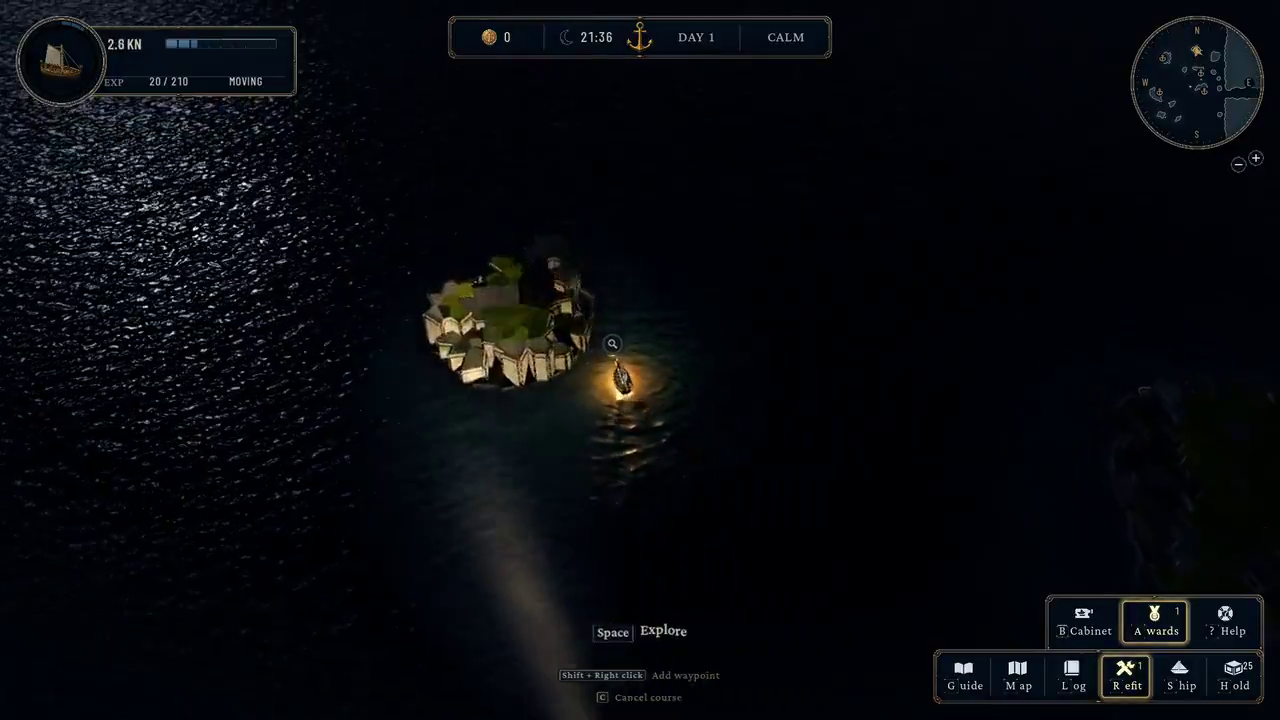 2.6 KN
EXP 20 / 210 MOVING
0 21:36 DAY 1 CALM
N
W E
S
Space Explore
Shift + Right click Add waypoint
C Cancel course
B Cabinet A wards 1 ? Help
G uide M ap L og R efit 1 S hip H old 25